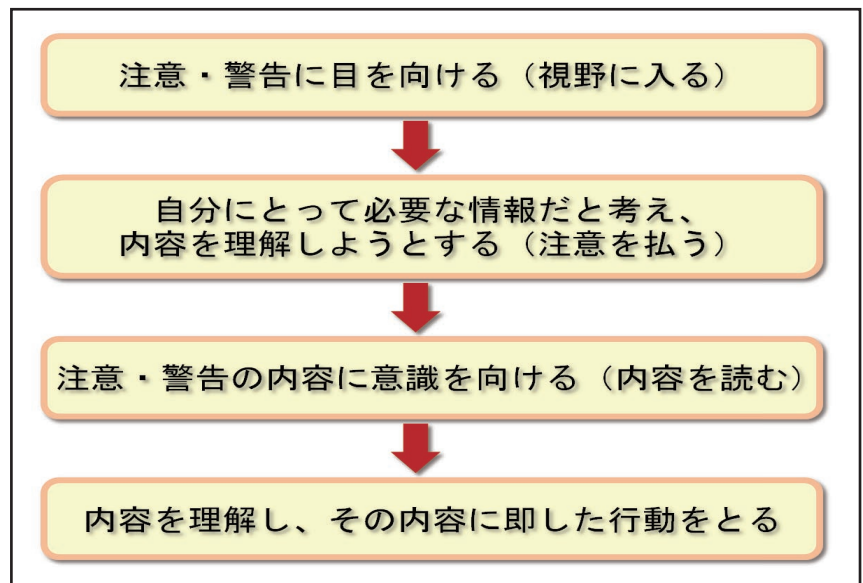 注意・警告に目を向ける（視野に入る）
自分にとって必要な情報だと考え、
内容を理解しようとする（注意を払う）
注意・警告の内容に意識を向ける（内容を読む）
内容を理解し、その内容に即した行動をとる